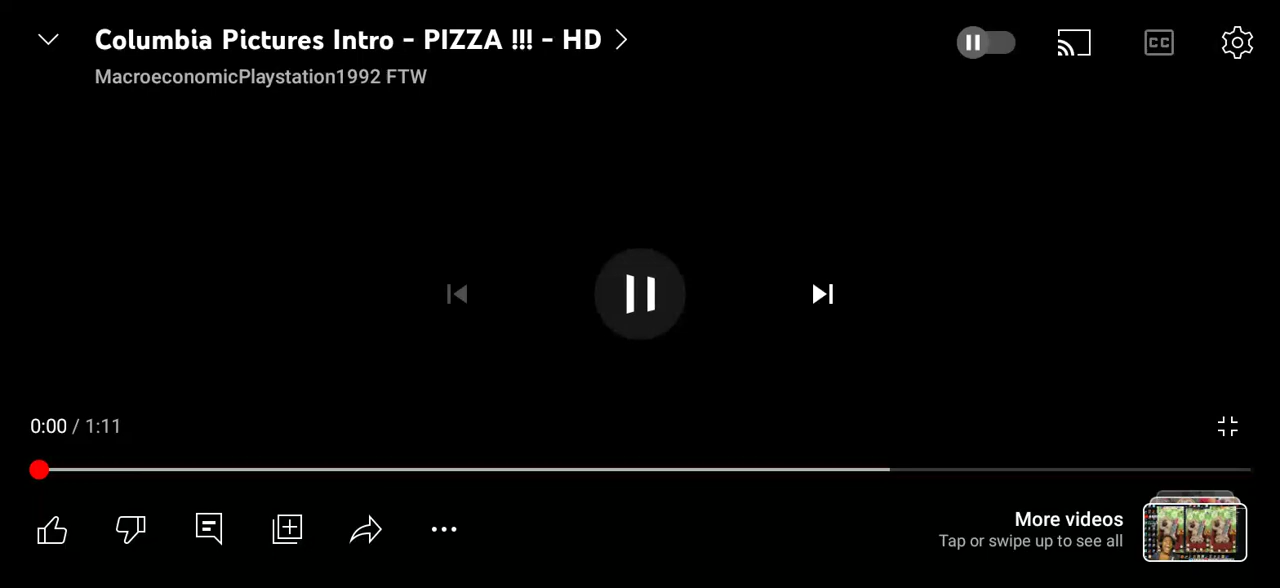 Columbia Pictures Intro - PIZZA !!! - HD
MacroeconomicPlaystation1992 FTW
CC
0:00 / 1:11
More videos
Tap or swipe up to see all